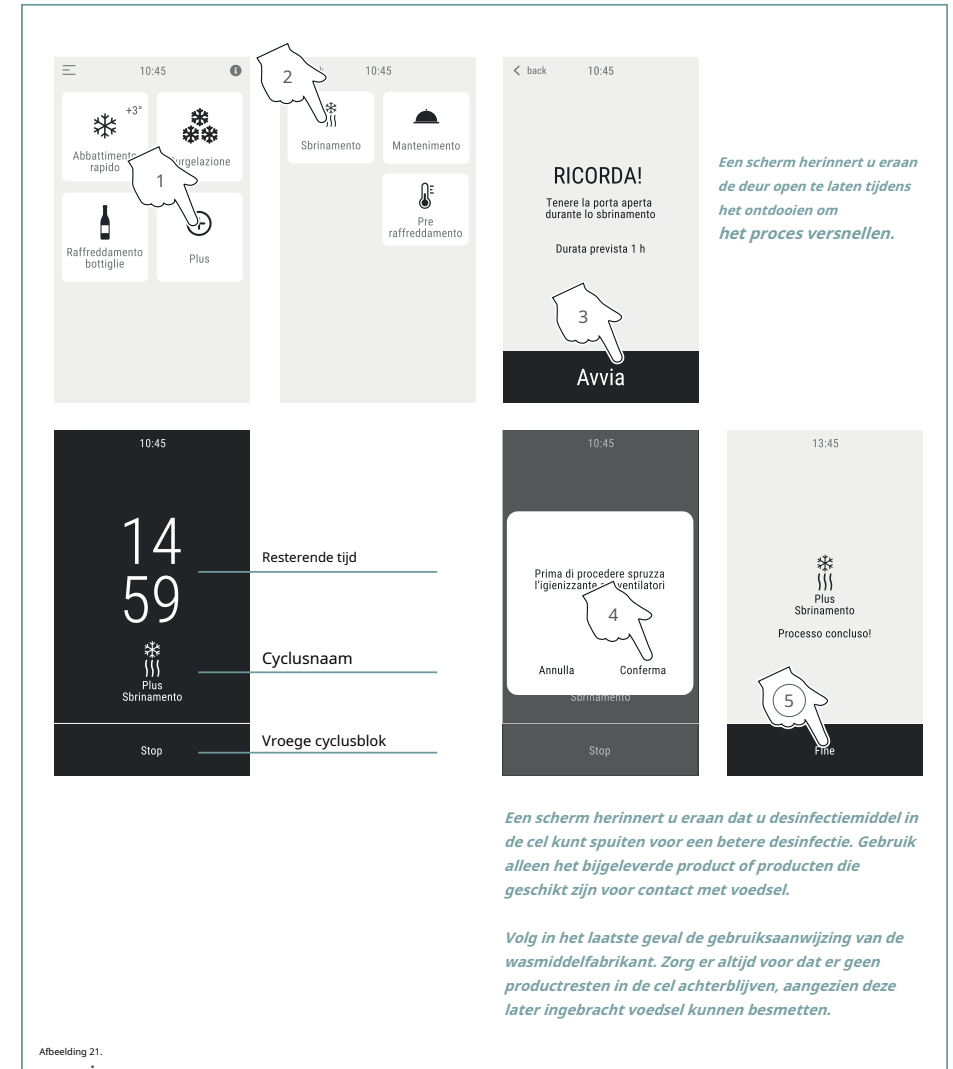 10:45
+3°
Abbattimento
rapido
Surgelazione
1
Raffreddamento
bottiglie
Plus
2
10:45
Sbrinamento
Mantenimento
Pre
raffreddamento
back
10:45
RICORDA!
Tenere la porta aperta
durante lo sbrinamento
Durata prevista 1 h
3
Avvia
Een scherm herinnert u eraan
de deur open te laten tijdens
het ontdooien om
het proces versnellen.
10:45
14
59
Plus
Sbrinamento
Stop
Resterende tijd
Cyclusnaam
Vroege cyclusblok
10:45
Prima di procedere spruzza
l'igienizzante ventilatori
4
Annulla
Conferma
Sbrinamento
Stop
13:45
Plus
Sbrinamento
Processo concluso!
5
Fine
Een scherm herinnert u eraan dat u desinfectiemiddel in
de cel kunt spuiten voor een betere desinfectie. Gebruik
alleen het bijgeleverde product of producten die
geschikt zijn voor contact met voedsel.
Volg in het laatste geval de gebruiksaanwijzing van de
wasmiddelfabrikant. Zorg er altijd voor dat er geen
productresten in de cel achterblijven, aangezien deze
later ingebracht voedsel kunnen besmetten.
Afbeelding 21.